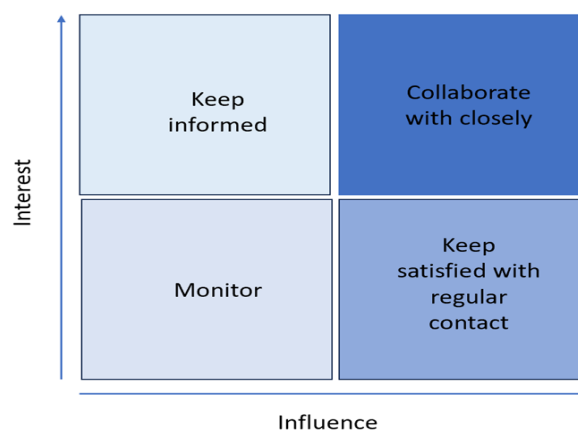 Keep
informed
Collaborate
with closely
Interest
Monitor
Keep
satisfied with
regular
contact
Influence